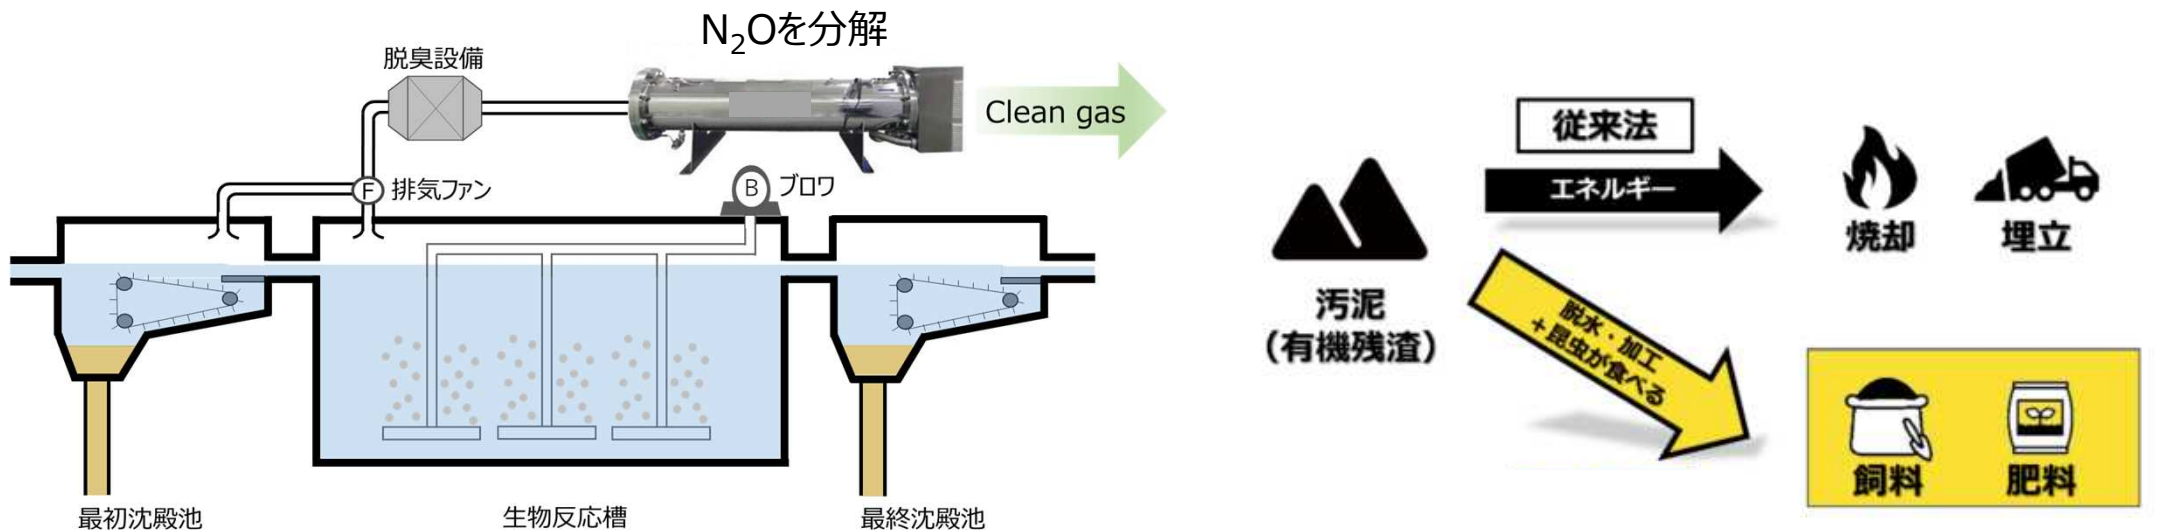 N₂Oを分解
脱臭設備
Clean gas
F 排気ファン
B ブロワ
最初沈殿池
生物反応槽
最終沈殿池
従来法
エネルギー
焼却
埋立
汚泥
（有機残渣）
脱水・加工
＋昆虫が食べる
飼料
肥料